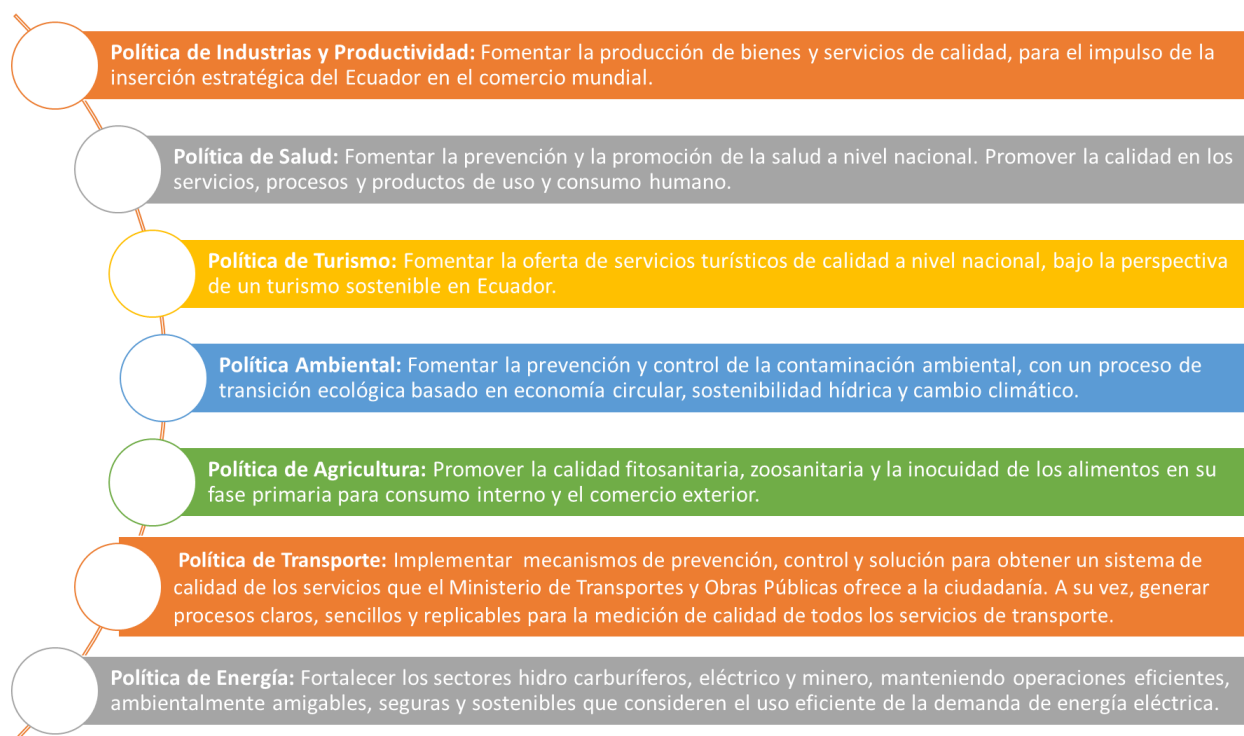 Política de Industrias y Productividad: Fomentar la producción de bienes y servicios de calidad, para el impulso de la
inserción estratégica del Ecuador en el comercio mundial.
Política de Salud: Fomentar la prevención y la promoción de la salud a nivel nacional. Promover la calidad en los
servicios, procesos y productos de uso y consumo humano.
Política de Turismo: Fomentar la oferta de servicios turísticos de calidad a nivel nacional, bajo la perspectiva
de un turismo sostenible en Ecuador.
Política Ambiental: Fomentar la prevención y control de la contaminación ambiental, con un proceso de
transición ecológica basado en economía circular, sostenibilidad hídrica y cambio climático.
Política de Agricultura: Promover la calidad fitosanitaria, zoosanitaria y la inocuidad de los alimentos en su
fase primaria para consumo interno y el comercio exterior.
Política de Transporte: Implementar mecanismos de prevención, control y solución para obtener un sistema de
calidad de los servicios que el Ministerio de Transportes y Obras Públicas ofrece a la ciudadanía. A su vez, generar
procesos claros, sencillos y replicables para la medición de calidad de todos los servicios de transporte.
Política de Energía: Fortalecer los sectores hidro carburíferos, eléctrico y minero, manteniendo operaciones eficientes,
ambientalmente amigables, seguras y sostenibles que consideren el uso eficiente de la demanda de energía eléctrica.